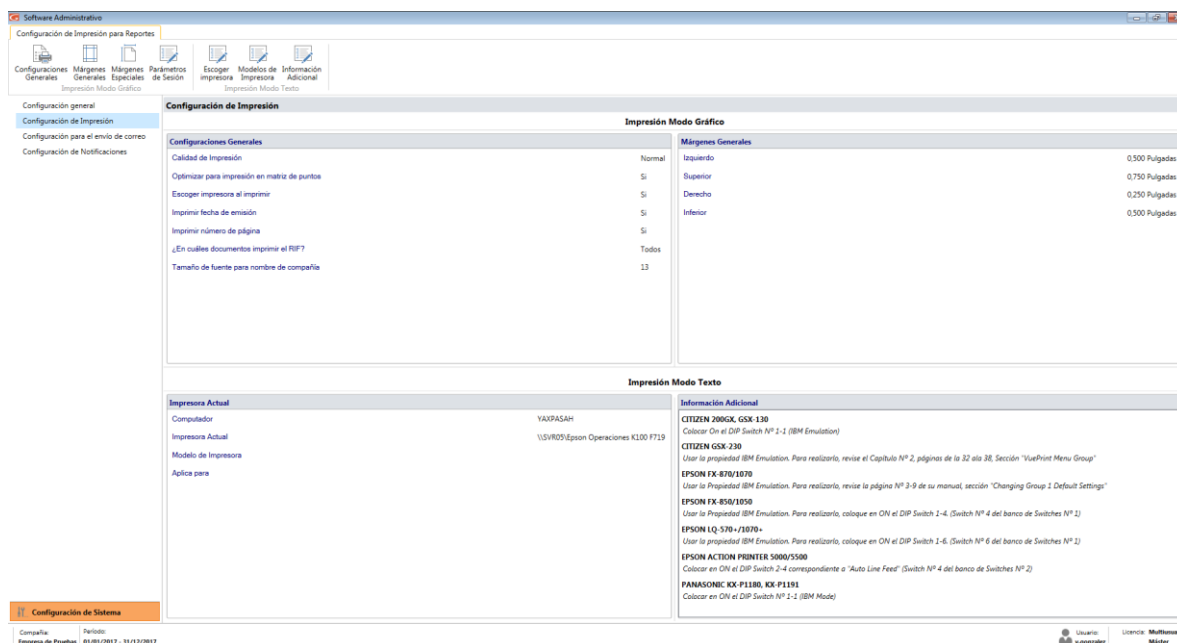 Software Administrativo
Configuración de Impresión para Reportes
Configuraciones Generales
Márgenes Generales
Márgenes Especiales
Parámetros de Sesión
Escoger impresora
Modelos de Impresora
Información Adicional
Impresión Modo Gráfico
Impresión Modo Texto
Configuración general
Configuración de Impresión
Configuración para el envío de correo
Configuración de Notificaciones
Configuración de Impresión
Impresión Modo Gráfico
Configuraciones Generales
Calidad de Impresión Normal
Optimizar para impresión en matriz de puntos Si
Escoger impresora al imprimir Si
Imprimir fecha de emisión Si
Imprimir número de página Si
¿En cuáles documentos imprimir el RIF? Todos
Tamaño de fuente para nombre de compañía 13
Márgenes Generales
Izquierdo 0,500 Pulgadas
Superior 0,750 Pulgadas
Derecho 0,250 Pulgadas
Inferior 0,500 Pulgadas
Impresión Modo Texto
Impresora Actual
Computador YAXPASAH
Impresora Actual \\SVR05\Epson Operaciones K100 F719
Modelo de Impresora
Aplica para
Información Adicional
CITIZEN 200GX, GSX-130
Colocar On el DIP Switch Nº 1-1 (IBM Emulation)
CITIZEN GSX-230
Usar la propiedad IBM Emulation. Para realizarlo, revise el Capítulo Nº 2, páginas de la 32 ala 38, Sección "VuePrint Menu Group"
EPSON FX-870/1070
Usar la Propiedad IBM Emulation. Para realizarlo, revise la página Nº 3-9 de su manual, sección "Changing Group 1 Default Settings"
EPSON FX-850/1050
Usar la Propiedad IBM Emulation. Para realizarlo, coloque en ON el DIP Switch 1-4. (Switch Nº 4 del banco de Switches Nº 1)
EPSON LQ-570+/1070+
Usar la propiedad IBM Emulation. Para realizarlo, coloque en ON el DIP Switch 1-6. (Switch Nº 6 del banco de Switches Nº 1)
EPSON ACTION PRINTER 5000/5500
Colocar en ON el DIP Switch 2-4 correspondiente a "Auto Line Feed" (Switch Nº 4 del banco de Switches Nº 2)
PANASONIC KX-P1180, KX-P1191
Colocar en ON el DIP Switch Nº 1-1 (IBM Mode)
Configuración de Sistema
Compañía: Período: Usuario: Licencia: Multiusu
Empresa de Pruebas 01/01/2017 - 31/12/2017 y.gonzalez Máster